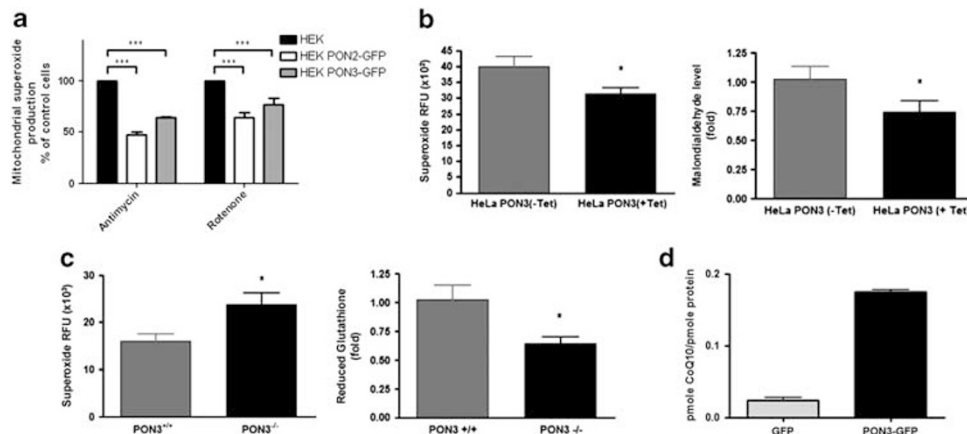 a
Mitochondrial superoxide
production
% of control cells
100
50
0
***
***
***
***
HEK
HEK PON2-GFP
HEK PON3-GFP
Antimycin
Rotenone
b
Superoxide RFU (x10³)
45
40
35
30
25
20
15
10
5
0
*
HeLa PON3(-Tet)
HeLa PON3(+Tet)
Malondialdehyde level
(fold)
1.25
1.00
0.75
0.50
0.25
0.00
*
HeLa PON3 (-Tet)
HeLa PON3 (+ Tet
c
Superoxide RFU (x10³)
30
20
10
0
*
PON3+/+
PON3-/-
Reduced Glutathione
(fold)
1.25
1.00
0.75
0.50
0.25
0.00
*
PON3 +/+
PON3 -/-
d
pmole CoQ10/pmole protein
0.2
0.1
0.0
GFP
PON3-GFP